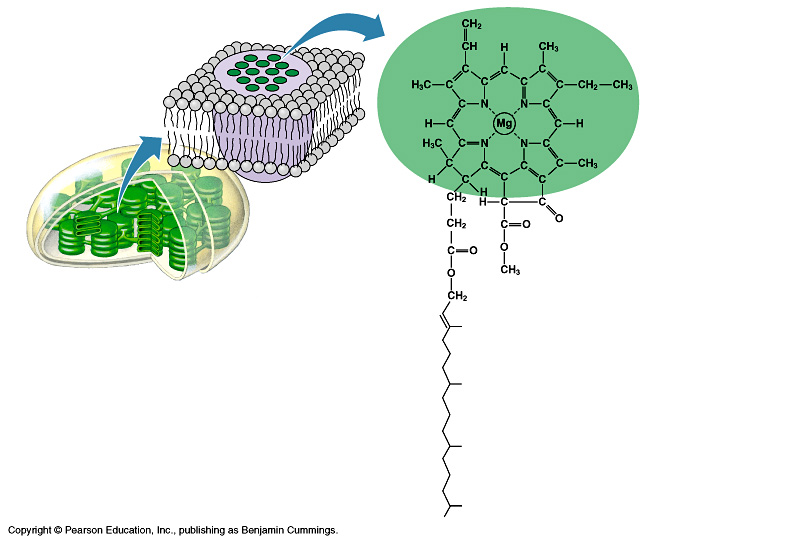 CH2
CH H CH3
H3C CH2 CH3
N N
H C Mg C H
N N
H3C C C C C CH3
H C C C C C
H
CH2 H C C
O
CH2 C O
C O O
O CH3
CH2
Copyright © Pearson Education, Inc., publishing as Benjamin Cummings.